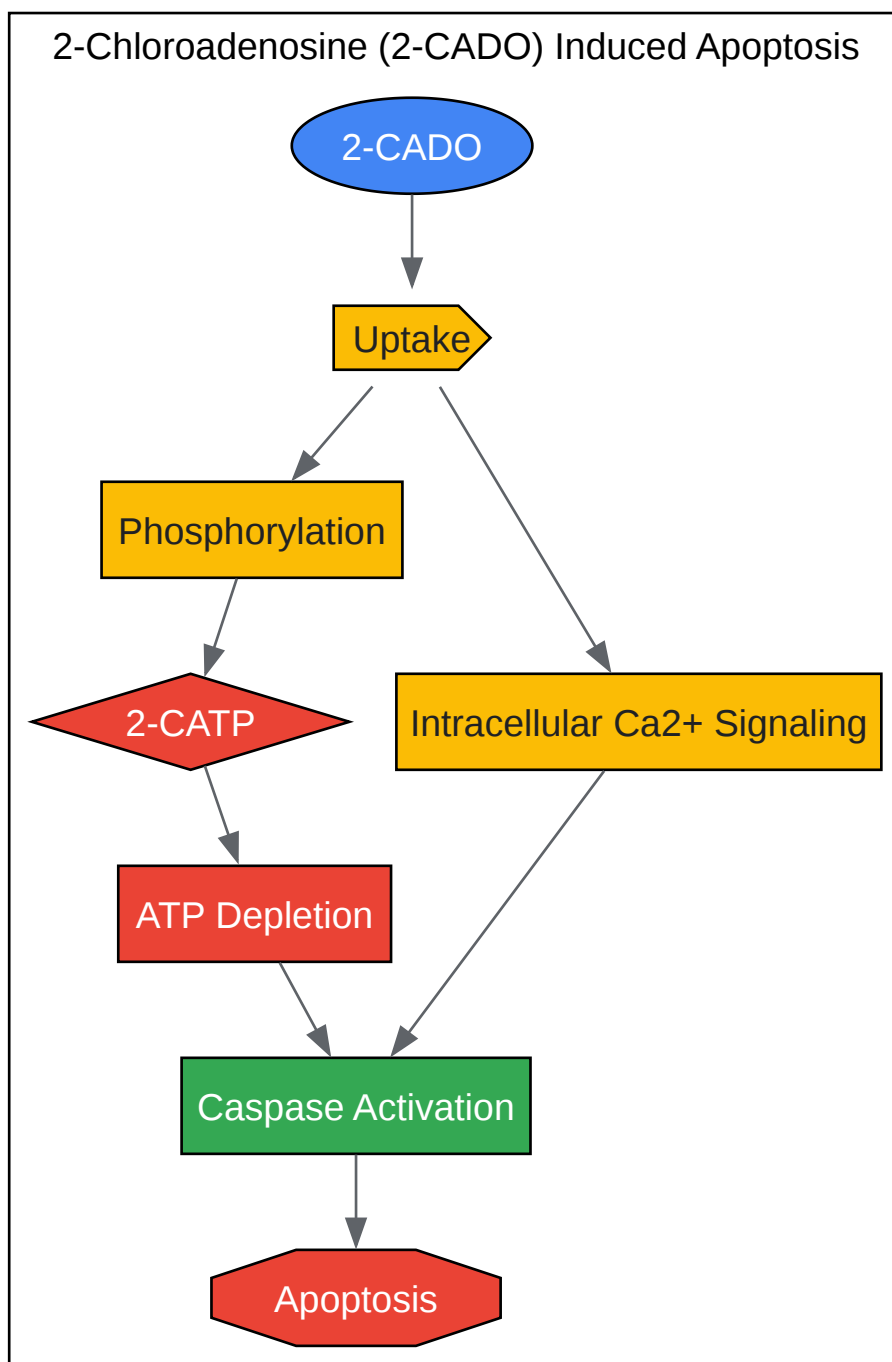 2-Chloroadenosine (2-CADO) Induced Apoptosis
2-CADO
Uptake
Phosphorylation
2-CATP
Intracellular Ca2+ Signaling
ATP Depletion
Caspase Activation
Apoptosis